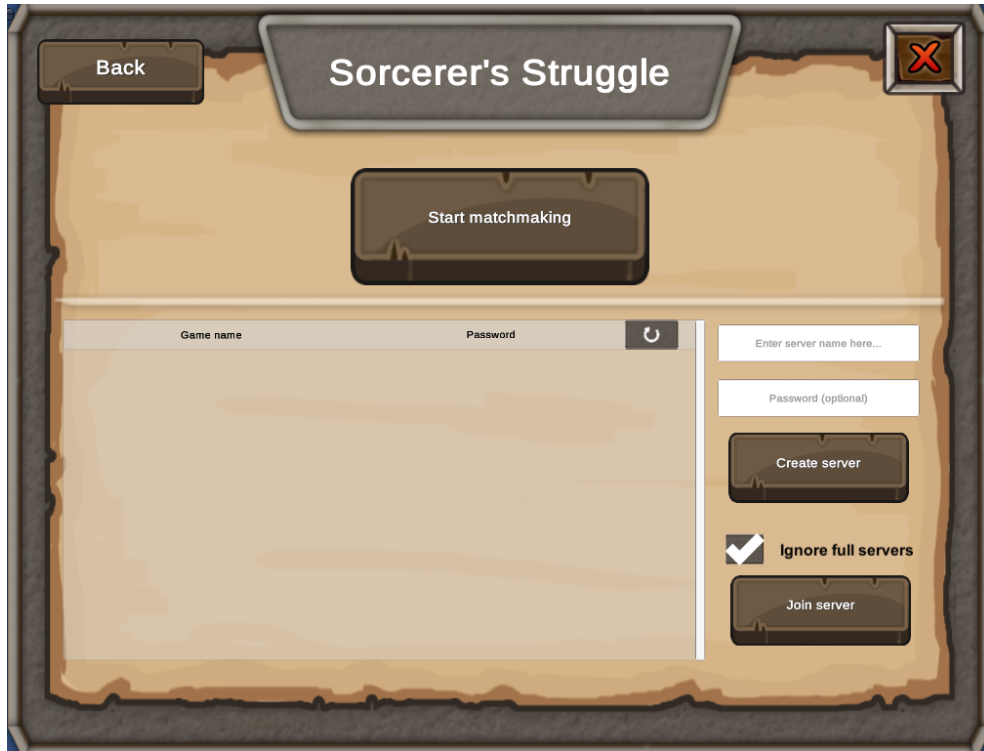 Back
Sorcerer's Struggle
Start matchmaking
Game name
Password
Enter server name here...
Password (optional)
Create server
Ignore full servers
Join server